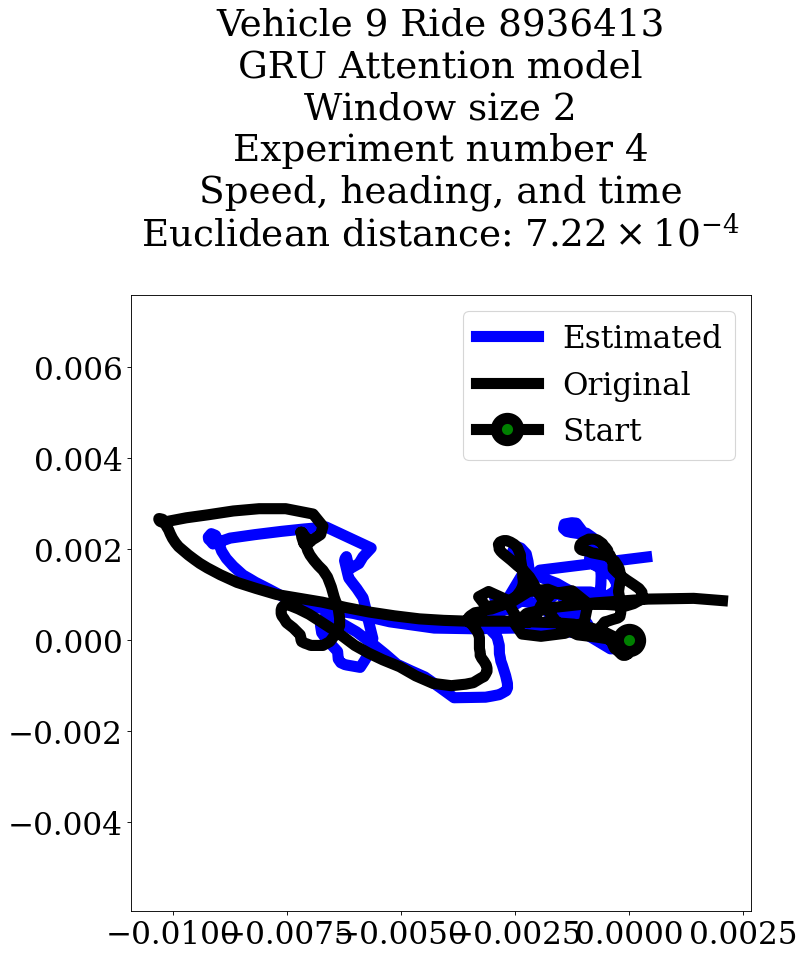 Vehicle 9 Ride 8936413
GRU Attention model
Window size 2
Experiment number 4
Speed, heading, and time
Euclidean distance: 7.22 × 10⁻⁴
Estimated
Original
Start
0.006
0.004
0.002
0.000
−0.002
−0.004
−0.0100 −0.0075 −0.0050 −0.0025 0.0000 0.0025